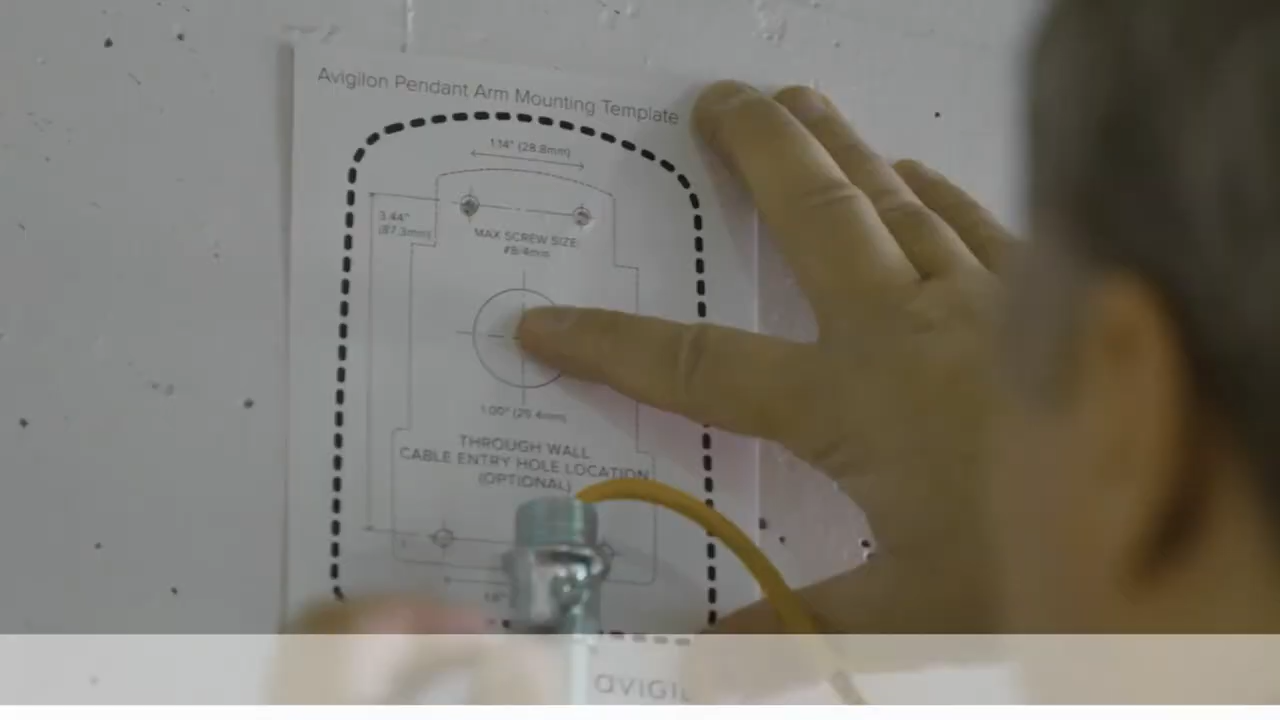 Avigilon Pendant Arm Mounting Template
1.14" (28.8mm)
3.44"
(87.3mm)
MAX SCREW SIZE:
#8/4mm
1.00" (25.4mm)
THROUGH WALL
CABLE ENTRY HOLE LOCATION
(OPTIONAL)